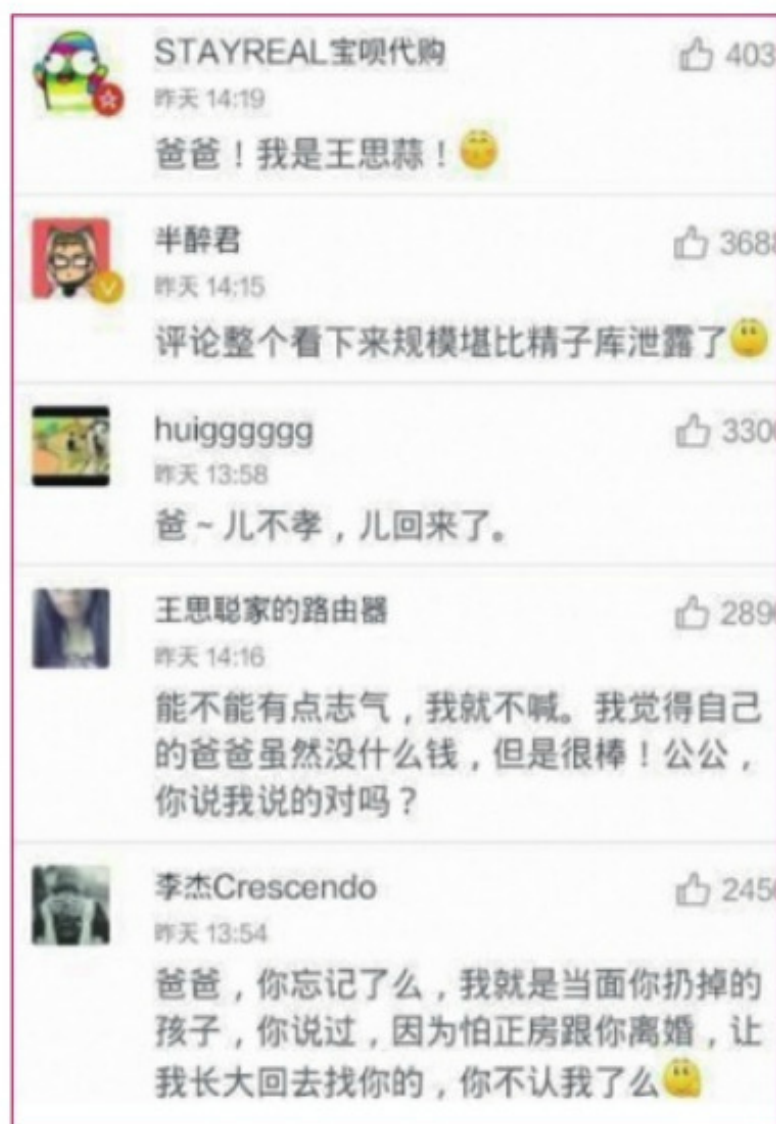 STAYREAL宝呗代购
403
昨天 14:19
爸爸！我是王思蒜！
半醉君
368
昨天 14:15
评论整个看下来规模堪比精子库泄露了
huigggggg
330
昨天 13:58
爸～儿不孝，儿回来了。
王思聪家的路由器
289
昨天 14:16
能不能有点志气，我就不喊。我觉得自己
的爸爸虽然没什么钱，但是很棒！公公，
你说我说的对吗？
李杰Crescendo
245
昨天 13:54
爸爸，你忘记了么，我就是当面你扔掉的
孩子，你说过，因为怕正房跟你离婚，让
我长大回去找你的，你不认我了么